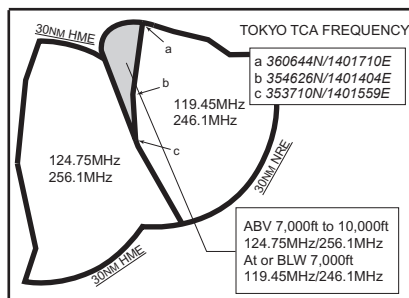 TOKYO TCA FREQUENCY
30NM HME
a 360644N/1401710E
b 354626N/1401404E
c 353710N/1401559E
a
b
c
119.45MHz
246.1MHz
124.75MHz
256.1MHz
30NM NRE
30NM HME
ABV 7,000ft to 10,000ft
124.75MHz/256.1MHz
At or BLW 7,000ft
119.45MHz/246.1MHz